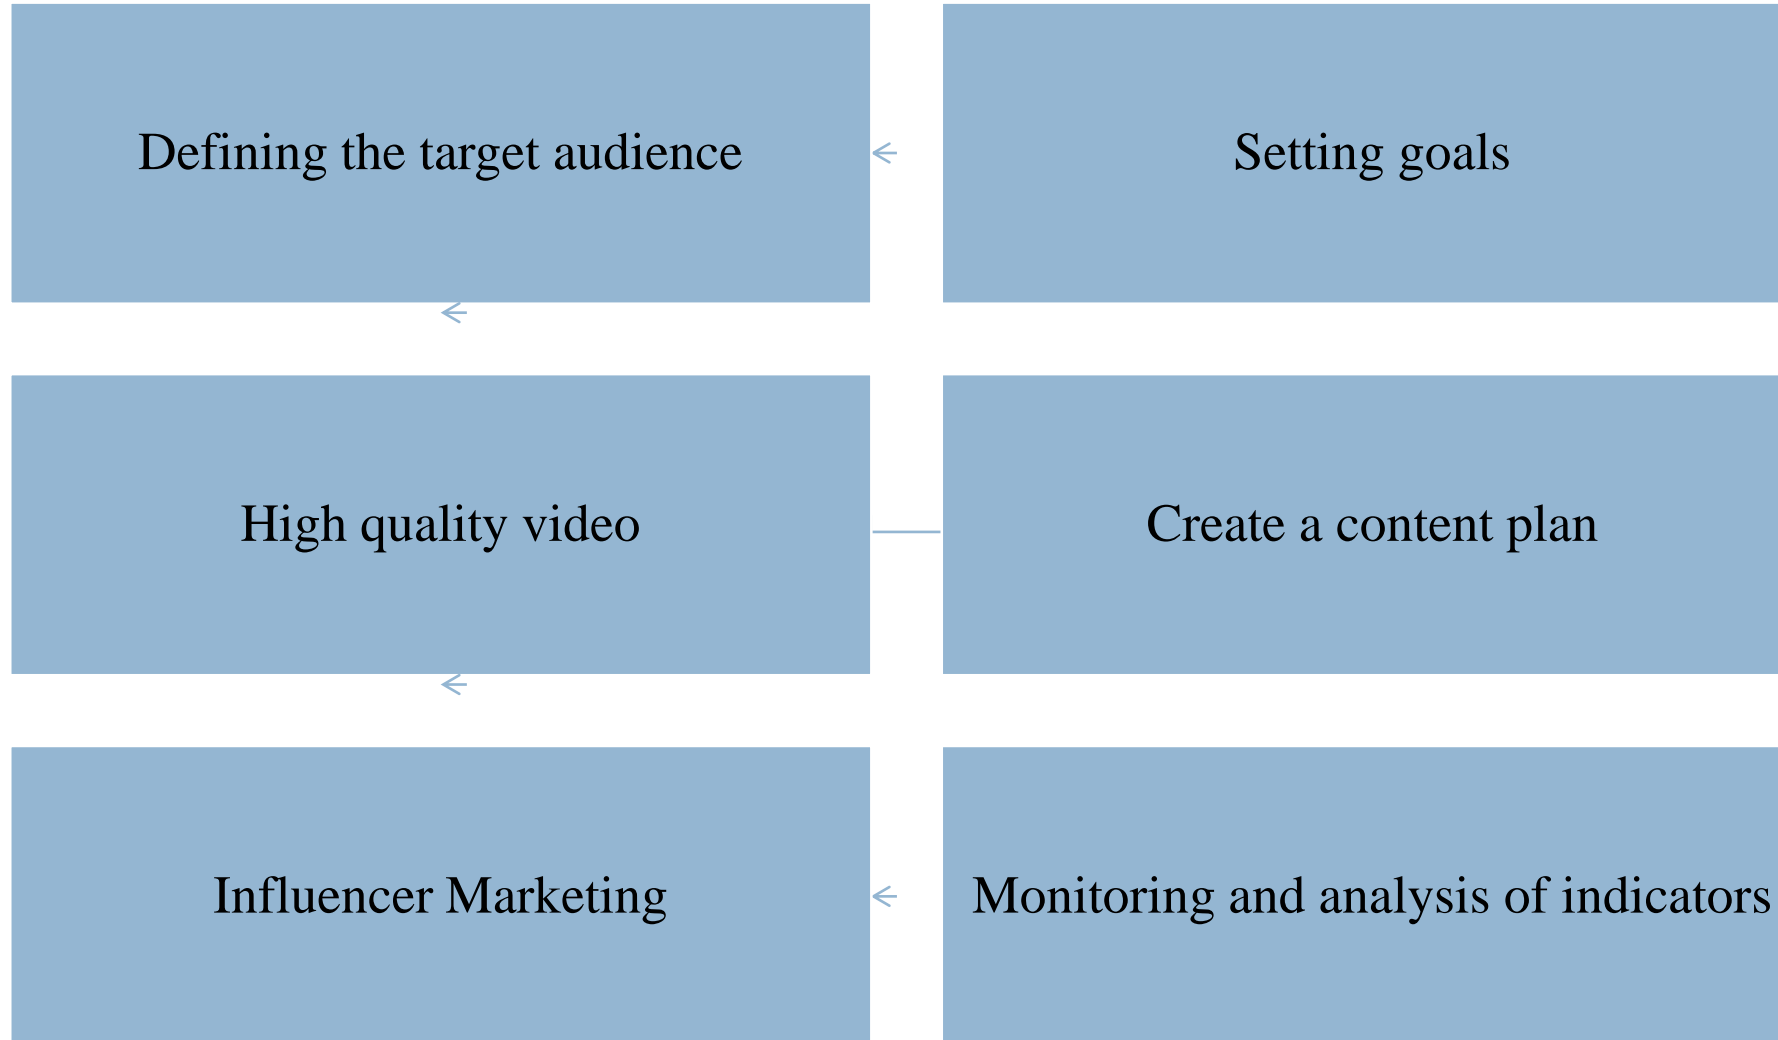 Defining the target audience
Setting goals
High quality video
Create a content plan
Influencer Marketing
Monitoring and analysis of indicators